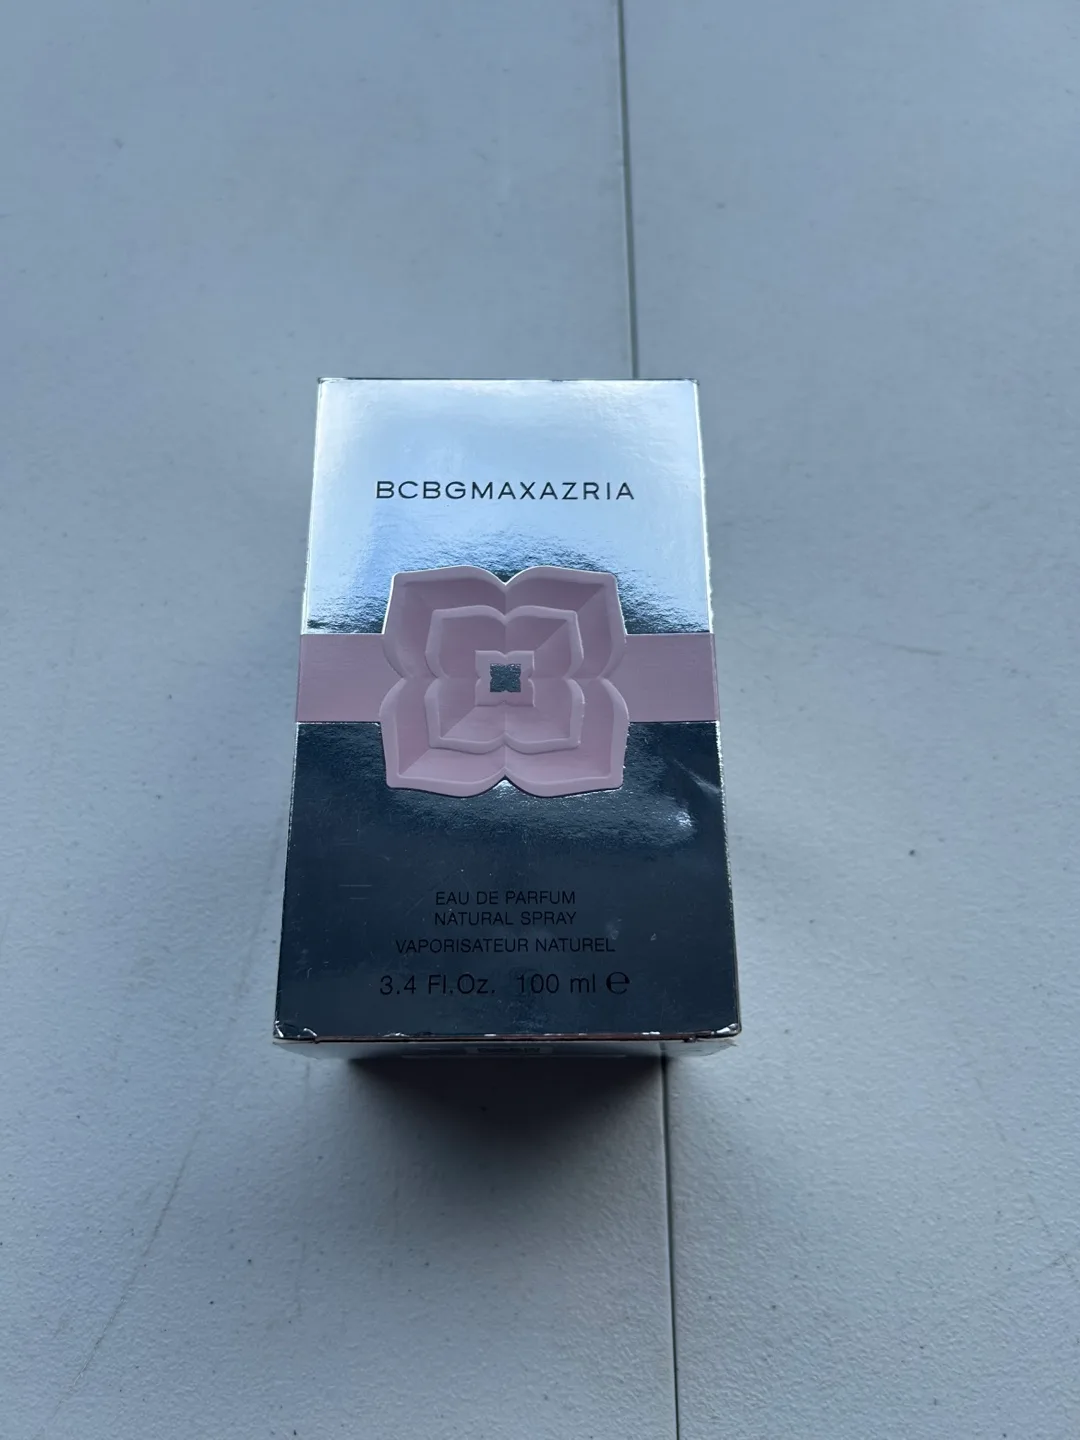 BCBGMAXAZRIA
EAU DE PARFUM
NATURAL SPRAY
VAPORISATEUR NATUREL
3.4 Fl.Oz. 100 ml ℮